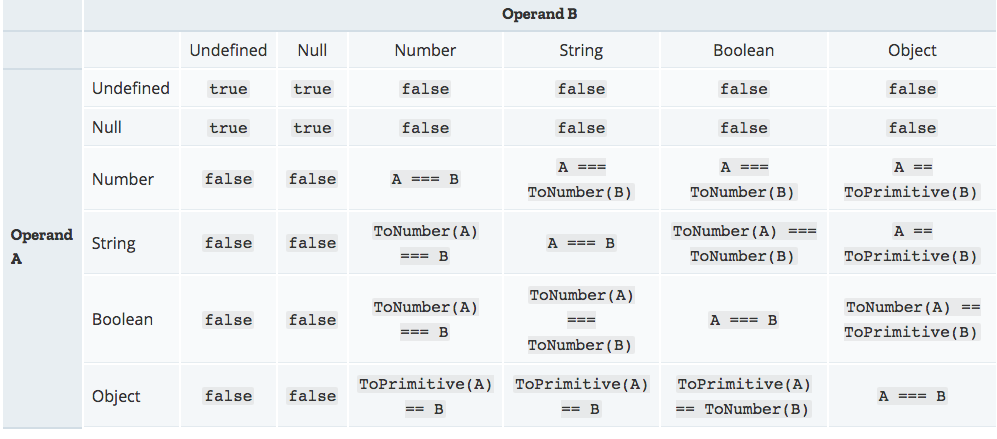 Operand B
Undefined Null Number String Boolean Object
Undefined true true false false false false
Null true true false false false false
A === A === A ==
Number false false A === B
ToNumber(B) ToNumber(B) ToPrimitive(B)
Operand
A
ToNumber(A) ToNumber(A) === A ==
String false false A === B
=== B ToNumber(B) ToPrimitive(B)
ToNumber(A)
ToNumber(A) ToNumber(A) ==
Boolean false false === A === B
=== B ToPrimitive(B)
ToNumber(B)
ToPrimitive(A) ToPrimitive(A) ToPrimitive(A)
Object false false A === B
== B == B == ToNumber(B)